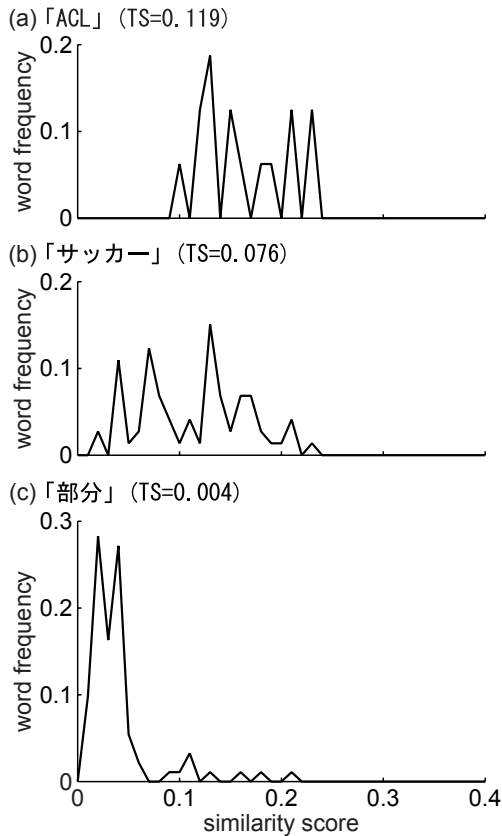 (a)「ACL」(TS=0.119)
0.2
0.1
0
word frequency
(b)「サッカー」(TS=0.076)
0.2
0.1
0
word frequency
(c)「部分」(TS=0.004)
0.3
0.2
0.1
0
word frequency
0 0.1 0.2 0.3 0.4
similarity score